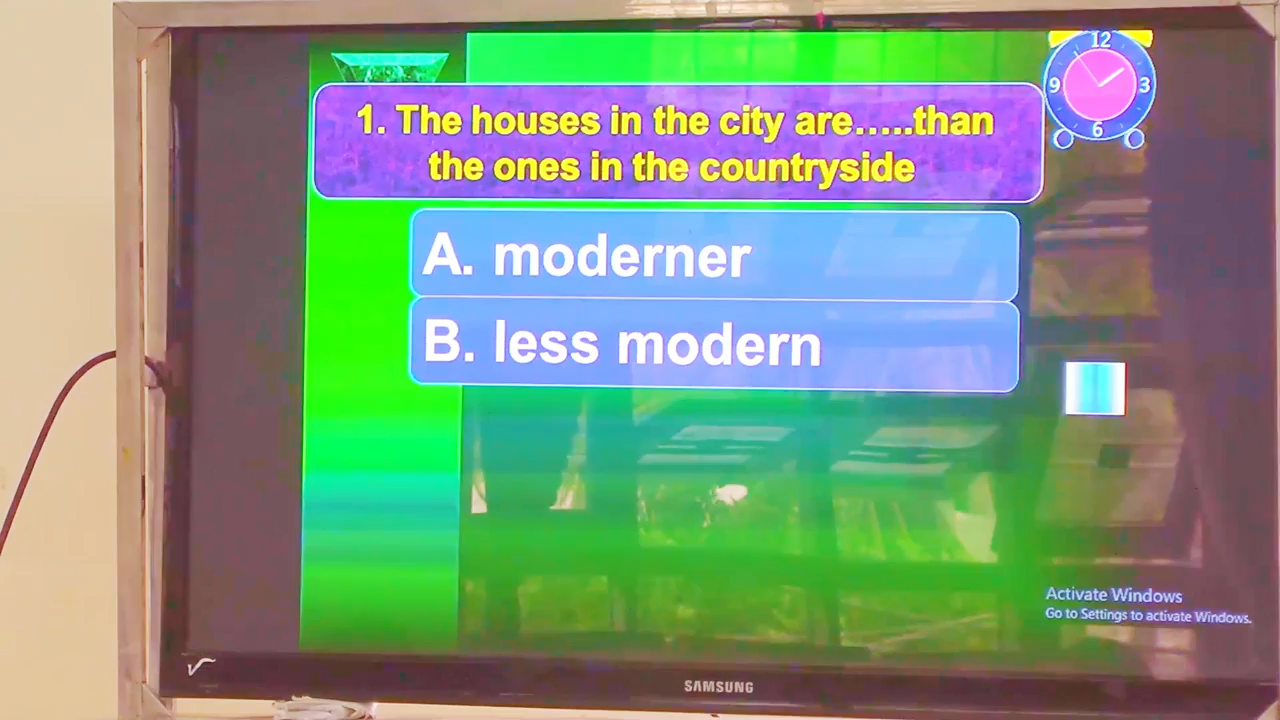 1. The houses in the city are.....than
the ones in the countryside
12
9
3
6
A. moderner
B. less modern
Activate Windows
Go to Settings to activate Windows.
SAMSUNG